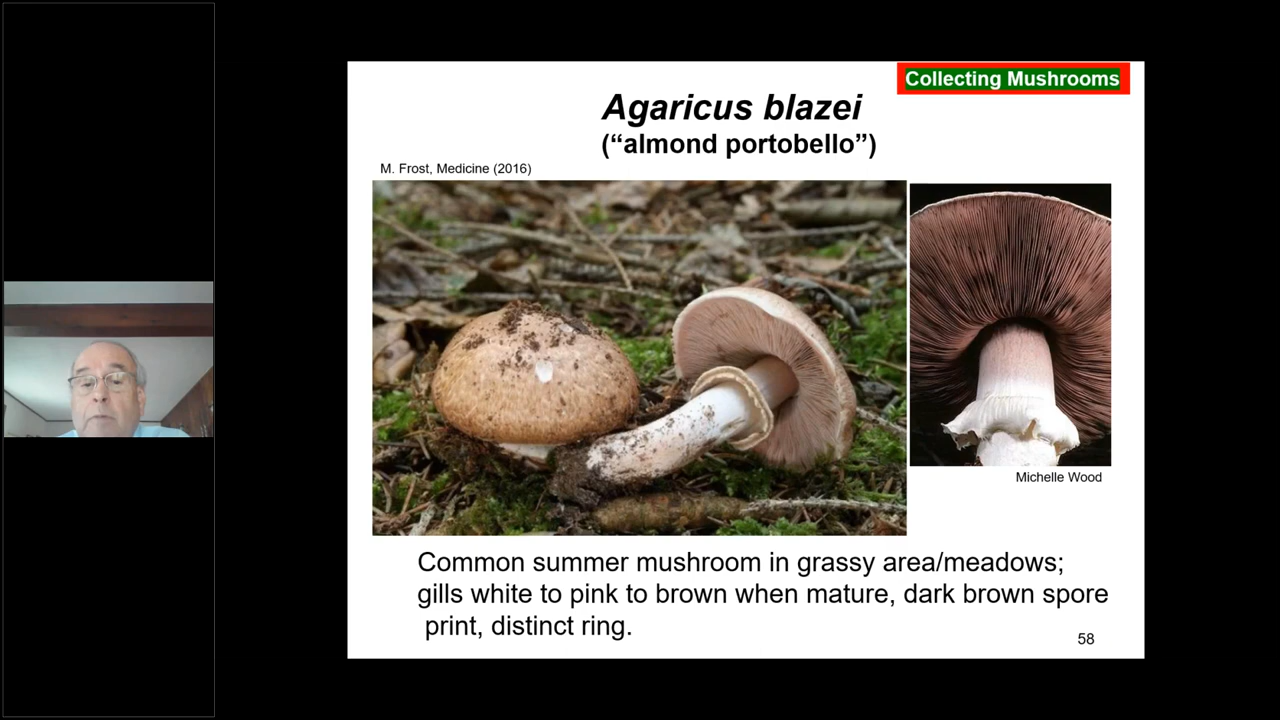 Collecting Mushrooms
Agaricus blazei
(“almond portobello”)
M. Frost, Medicine (2016)
Michelle Wood
Common summer mushroom in grassy area/meadows;
gills white to pink to brown when mature, dark brown spore
print, distinct ring.
58